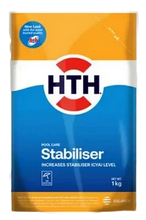 HTH
POOL CARE
Stabiliser
INCREASES STABILISER (CYA) LEVEL
NET WT
1kg